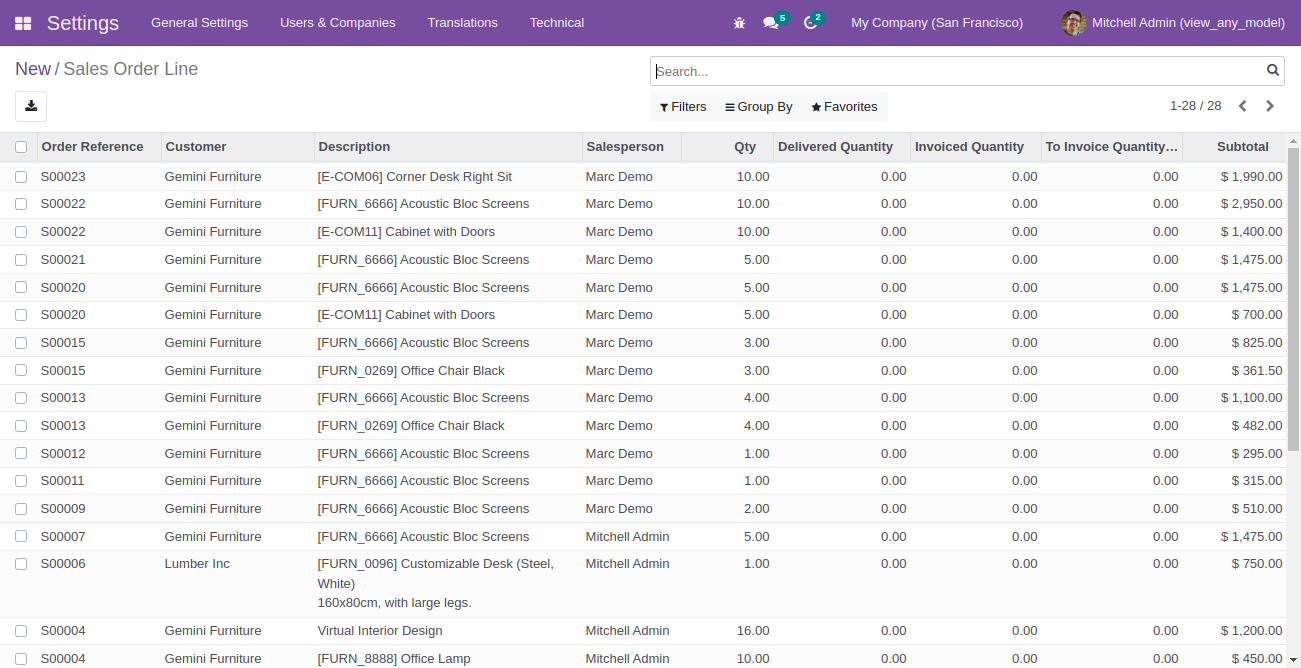 Settings General Settings Users & Companies Translations Technical 5 2 My Company (San Francisco) Mitchell Admin (view_any_model)
New / Sales Order Line
Search...
Filters Group By Favorites 1-28 / 28
Order Reference Customer Description Salesperson Qty Delivered Quantity Invoiced Quantity To Invoice Quantity... Subtotal
S00023 Gemini Furniture [E-COM06] Corner Desk Right Sit Marc Demo 10.00 0.00 0.00 0.00 $ 1,990.00
S00022 Gemini Furniture [FURN_6666] Acoustic Bloc Screens Marc Demo 10.00 0.00 0.00 0.00 $ 2,950.00
S00022 Gemini Furniture [E-COM11] Cabinet with Doors Marc Demo 10.00 0.00 0.00 0.00 $ 1,400.00
S00021 Gemini Furniture [FURN_6666] Acoustic Bloc Screens Marc Demo 5.00 0.00 0.00 0.00 $ 1,475.00
S00020 Gemini Furniture [FURN_6666] Acoustic Bloc Screens Marc Demo 5.00 0.00 0.00 0.00 $ 1,475.00
S00020 Gemini Furniture [E-COM11] Cabinet with Doors Marc Demo 5.00 0.00 0.00 0.00 $ 700.00
S00015 Gemini Furniture [FURN_6666] Acoustic Bloc Screens Marc Demo 3.00 0.00 0.00 0.00 $ 825.00
S00015 Gemini Furniture [FURN_0269] Office Chair Black Marc Demo 3.00 0.00 0.00 0.00 $ 361.50
S00013 Gemini Furniture [FURN_6666] Acoustic Bloc Screens Marc Demo 4.00 0.00 0.00 0.00 $ 1,100.00
S00013 Gemini Furniture [FURN_0269] Office Chair Black Marc Demo 4.00 0.00 0.00 0.00 $ 482.00
S00012 Gemini Furniture [FURN_6666] Acoustic Bloc Screens Marc Demo 1.00 0.00 0.00 0.00 $ 295.00
S00011 Gemini Furniture [FURN_6666] Acoustic Bloc Screens Marc Demo 1.00 0.00 0.00 0.00 $ 315.00
S00009 Gemini Furniture [FURN_6666] Acoustic Bloc Screens Marc Demo 2.00 0.00 0.00 0.00 $ 510.00
S00007 Gemini Furniture [FURN_6666] Acoustic Bloc Screens Mitchell Admin 5.00 0.00 0.00 0.00 $ 1,475.00
S00006 Lumber Inc [FURN_0096] Customizable Desk (Steel, Mitchell Admin 1.00 0.00 0.00 0.00 $ 750.00
White)
160x80cm, with large legs.
S00004 Gemini Furniture Virtual Interior Design Mitchell Admin 16.00 0.00 0.00 0.00 $ 1,200.00
S00004 Gemini Furniture [FURN_8888] Office Lamp Mitchell Admin 10.00 0.00 0.00 0.00 $ 450.00